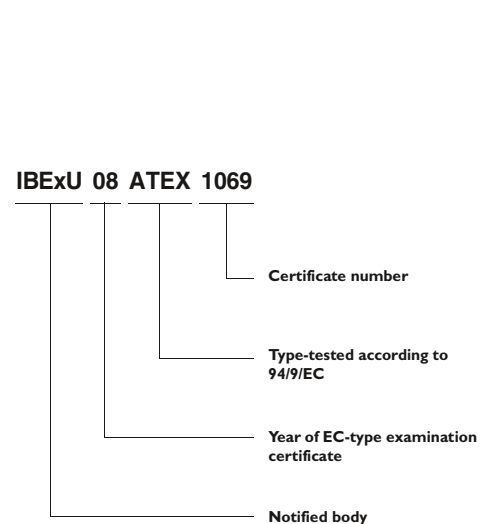 IBExU 08 ATEX 1069
Certificate number
Type-tested according to
94/9/EC
Year of EC-type examination
certificate
Notified body